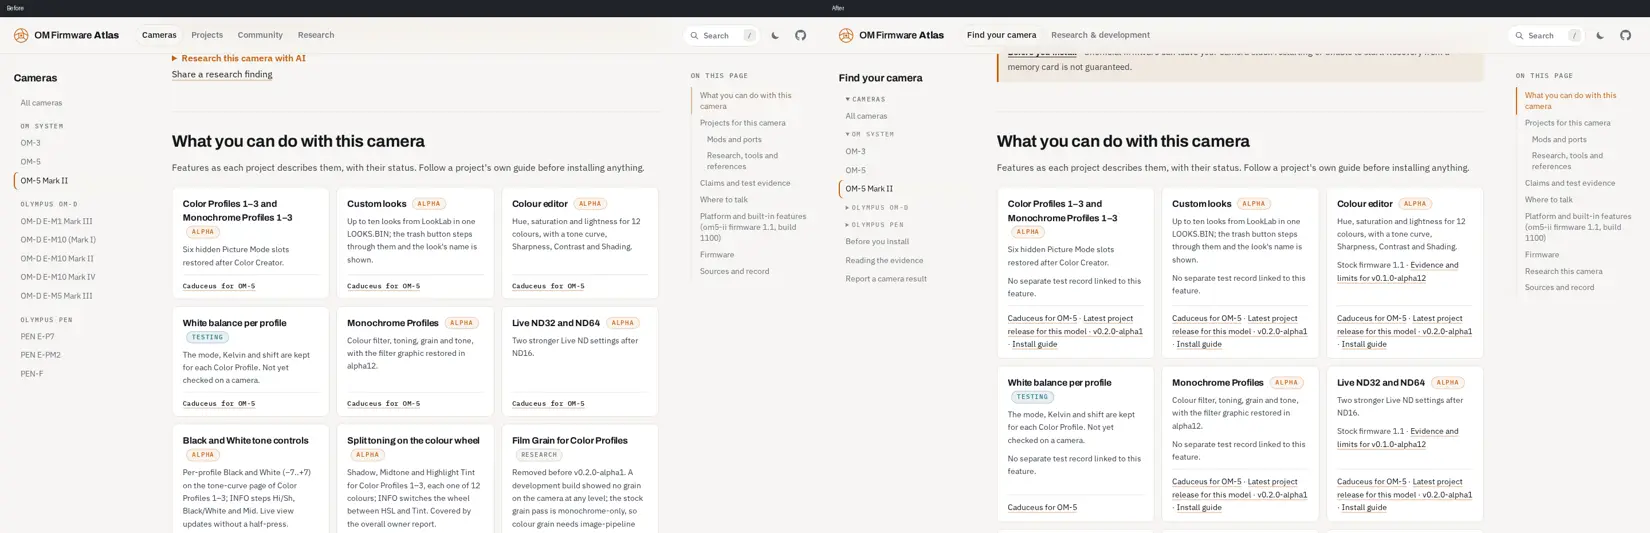 Before
OM Firmware Atlas
Cameras
Projects
Community
Research
Search
/
Cameras
All cameras
OM SYSTEM
OM-3
OM-5
OM-5 Mark II
OLYMPUS OM-D
OM-D E-M1 Mark III
OM-D E-M10 (Mark I)
OM-D E-M10 Mark II
OM-D E-M10 Mark IV
OM-D E-M5 Mark III
OLYMPUS PEN
PEN E-P7
PEN E-PM2
PEN-F
▶ Research this camera with AI
Share a research finding
What you can do with this camera
Features as each project describes them, with their status. Follow a project's own guide before installing anything.
Color Profiles 1–3 and
Monochrome Profiles 1–3
ALPHA
Six hidden Picture Mode slots
restored after Color Creator.
Caduceus for OM-5
Custom looks ALPHA
Up to ten looks from LookLab in one
LOOKS.BIN; the trash button steps
through them and the look's name is
shown.
Caduceus for OM-5
Colour editor ALPHA
Hue, saturation and lightness for 12
colours, with a tone curve,
Sharpness, Contrast and Shading.
Caduceus for OM-5
White balance per profile
TESTING
The mode, Kelvin and shift are kept
for each Color Profile. Not yet
checked on a camera.
Caduceus for OM-5
Monochrome Profiles ALPHA
Colour filter, toning, grain and tone,
with the filter graphic restored in
alpha12.
Caduceus for OM-5
Live ND32 and ND64 ALPHA
Two stronger Live ND settings after
ND16.
Caduceus for OM-5
Black and White tone controls
ALPHA
Per-profile Black and White (−7..+7)
on the tone-curve page of Color
Profiles 1–3; INFO steps Hi/Sh,
Black/White and Mid. Live view
updates without a half-press.
Split toning on the colour wheel
ALPHA
Shadow, Midtone and Highlight Tint
for Color Profiles 1–3, each one of 12
colours; INFO switches the wheel
between HSL and Tint. Covered by
the overall owner report.
Film Grain for Color Profiles
RESEARCH
Removed before v0.2.0-alpha1. A
development build showed no grain
on the camera at any level; the stock
grain pass is monochrome-only, so
colour grain needs image-pipeline
ON THIS PAGE
What you can do with this
camera
Projects for this camera
Mods and ports
Research, tools and
references
Claims and test evidence
Where to talk
Platform and built-in features
(om5-ii firmware 1.1, build
1100)
Firmware
Sources and record
After
OM Firmware Atlas
Find your camera
Research & development
Search
/
Find your camera
▼ CAMERAS
All cameras
▼ OM SYSTEM
OM-3
OM-5
OM-5 Mark II
▶ OLYMPUS OM-D
▶ OLYMPUS PEN
Before you install
Reading the evidence
Report a camera result
memory card is not guaranteed.
What you can do with this camera
Features as each project describes them, with their status. Follow a project's own guide before installing anything.
Color Profiles 1–3 and
Monochrome Profiles 1–3
ALPHA
Six hidden Picture Mode slots
restored after Color Creator.
No separate test record linked to this
feature.
Caduceus for OM-5 · Latest project
release for this model · v0.2.0-alpha1
· Install guide
Custom looks ALPHA
Up to ten looks from LookLab in one
LOOKS.BIN; the trash button steps
through them and the look's name is
shown.
No separate test record linked to this
feature.
Caduceus for OM-5 · Latest project
release for this model · v0.2.0-alpha1
· Install guide
Colour editor ALPHA
Hue, saturation and lightness for 12
colours, with a tone curve,
Sharpness, Contrast and Shading.
Stock firmware 1.1 · Evidence and
limits for v0.1.0-alpha12
Caduceus for OM-5 · Latest project
release for this model · v0.2.0-alpha1
· Install guide
White balance per profile
TESTING
The mode, Kelvin and shift are kept
for each Color Profile. Not yet
checked on a camera.
No separate test record linked to this
feature.
Caduceus for OM-5
Monochrome Profiles ALPHA
Colour filter, toning, grain and tone,
with the filter graphic restored in
alpha12.
No separate test record linked to this
feature.
Caduceus for OM-5 · Latest project
release for this model · v0.2.0-alpha1
· Install guide
Live ND32 and ND64 ALPHA
Two stronger Live ND settings after
ND16.
Stock firmware 1.1 · Evidence and
limits for v0.1.0-alpha12
Caduceus for OM-5 · Latest project
release for this model · v0.2.0-alpha1
· Install guide
ON THIS PAGE
What you can do with this
camera
Projects for this camera
Mods and ports
Research, tools and
references
Claims and test evidence
Where to talk
Platform and built-in features
(om5-ii firmware 1.1, build
1100)
Firmware
Research this camera
Sources and record